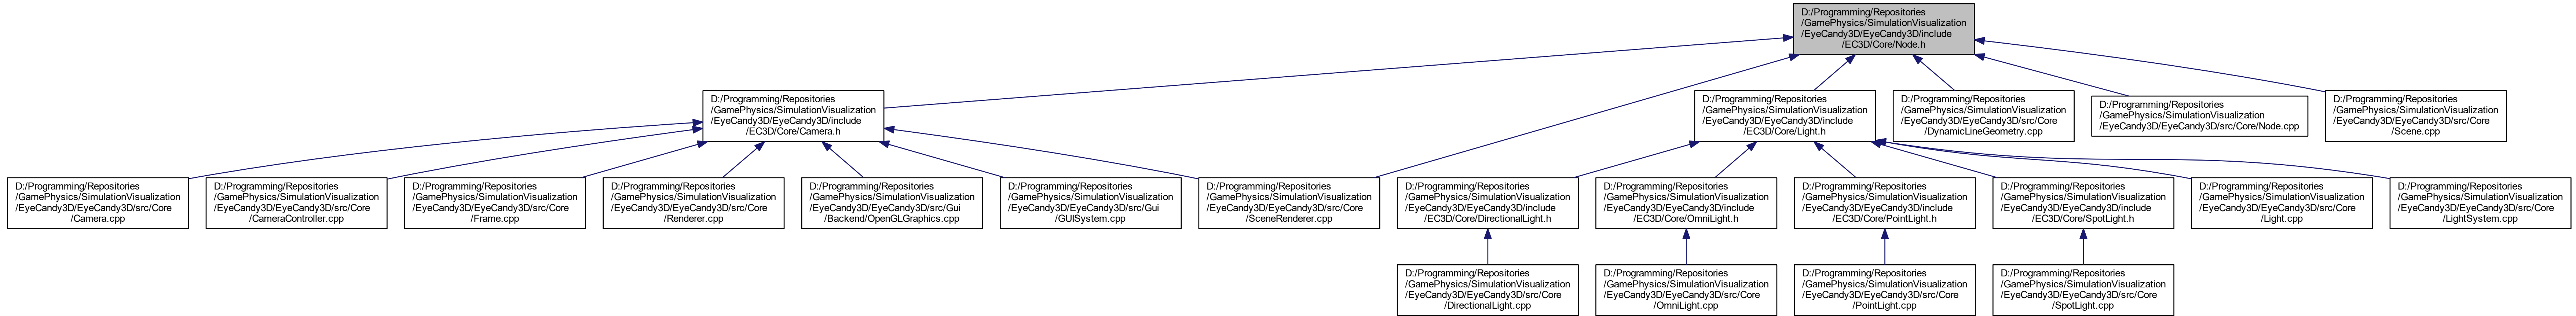 D:/Programming/Repositories
/GamePhysics/SimulationVisualization
/EyeCandy3D/EyeCandy3D/include
/EC3D/Core/Node.h
D:/Programming/Repositories
/GamePhysics/SimulationVisualization
/EyeCandy3D/EyeCandy3D/include
/EC3D/Core/Camera.h
D:/Programming/Repositories
/GamePhysics/SimulationVisualization
/EyeCandy3D/EyeCandy3D/include
/EC3D/Core/Light.h
D:/Programming/Repositories
/GamePhysics/SimulationVisualization
/EyeCandy3D/EyeCandy3D/src/Core
/DynamicLineGeometry.cpp
D:/Programming/Repositories
/GamePhysics/SimulationVisualization
/EyeCandy3D/EyeCandy3D/src/Core/Node.cpp
D:/Programming/Repositories
/GamePhysics/SimulationVisualization
/EyeCandy3D/EyeCandy3D/src/Core
/Scene.cpp
D:/Programming/Repositories
/GamePhysics/SimulationVisualization
/EyeCandy3D/EyeCandy3D/src/Core
/Camera.cpp
D:/Programming/Repositories
/GamePhysics/SimulationVisualization
/EyeCandy3D/EyeCandy3D/src/Core
/CameraController.cpp
D:/Programming/Repositories
/GamePhysics/SimulationVisualization
/EyeCandy3D/EyeCandy3D/src/Core
/Frame.cpp
D:/Programming/Repositories
/GamePhysics/SimulationVisualization
/EyeCandy3D/EyeCandy3D/src/Core
/Renderer.cpp
D:/Programming/Repositories
/GamePhysics/SimulationVisualization
/EyeCandy3D/EyeCandy3D/src/Gui
/Backend/OpenGLGraphics.cpp
D:/Programming/Repositories
/GamePhysics/SimulationVisualization
/EyeCandy3D/EyeCandy3D/src/Gui
/GUISystem.cpp
D:/Programming/Repositories
/GamePhysics/SimulationVisualization
/EyeCandy3D/EyeCandy3D/src/Core
/SceneRenderer.cpp
D:/Programming/Repositories
/GamePhysics/SimulationVisualization
/EyeCandy3D/EyeCandy3D/include
/EC3D/Core/DirectionalLight.h
D:/Programming/Repositories
/GamePhysics/SimulationVisualization
/EyeCandy3D/EyeCandy3D/include
/EC3D/Core/OmniLight.h
D:/Programming/Repositories
/GamePhysics/SimulationVisualization
/EyeCandy3D/EyeCandy3D/include
/EC3D/Core/PointLight.h
D:/Programming/Repositories
/GamePhysics/SimulationVisualization
/EyeCandy3D/EyeCandy3D/include
/EC3D/Core/SpotLight.h
D:/Programming/Repositories
/GamePhysics/SimulationVisualization
/EyeCandy3D/EyeCandy3D/src/Core
/Light.cpp
D:/Programming/Repositories
/GamePhysics/SimulationVisualization
/EyeCandy3D/EyeCandy3D/src/Core
/LightSystem.cpp
D:/Programming/Repositories
/GamePhysics/SimulationVisualization
/EyeCandy3D/EyeCandy3D/src/Core
/DirectionalLight.cpp
D:/Programming/Repositories
/GamePhysics/SimulationVisualization
/EyeCandy3D/EyeCandy3D/src/Core
/OmniLight.cpp
D:/Programming/Repositories
/GamePhysics/SimulationVisualization
/EyeCandy3D/EyeCandy3D/src/Core
/PointLight.cpp
D:/Programming/Repositories
/GamePhysics/SimulationVisualization
/EyeCandy3D/EyeCandy3D/src/Core
/SpotLight.cpp